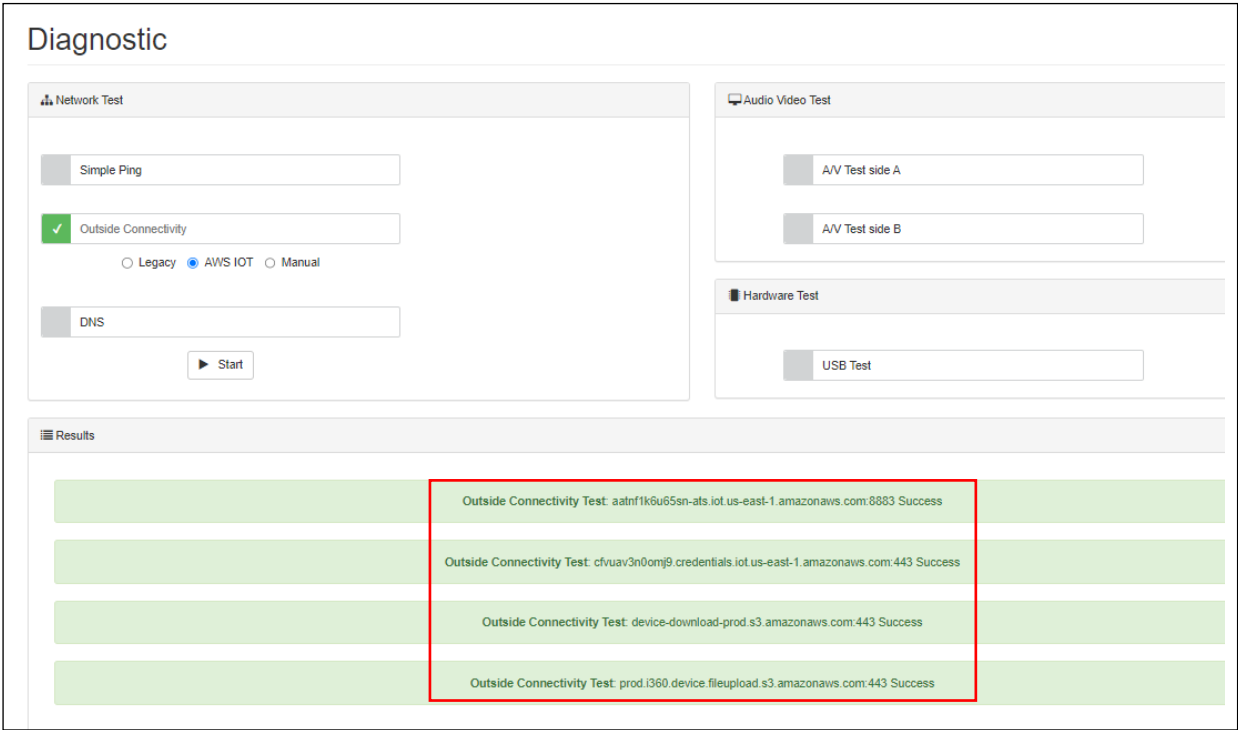 Diagnostic
Network Test
Simple Ping
Outside Connectivity
Legacy AWS IOT Manual
DNS
Start
Audio Video Test
A/V Test side A
A/V Test side B
Hardware Test
USB Test
Results
Outside Connectivity Test: aatnf1k6u65sn-ats.iot.us-east-1.amazonaws.com:8883 Success
Outside Connectivity Test: cfvuav3n0omj9.credentials.iot.us-east-1.amazonaws.com:443 Success
Outside Connectivity Test: device-download-prod.s3.amazonaws.com:443 Success
Outside Connectivity Test: prod.i360.device.fileupload.s3.amazonaws.com:443 Success